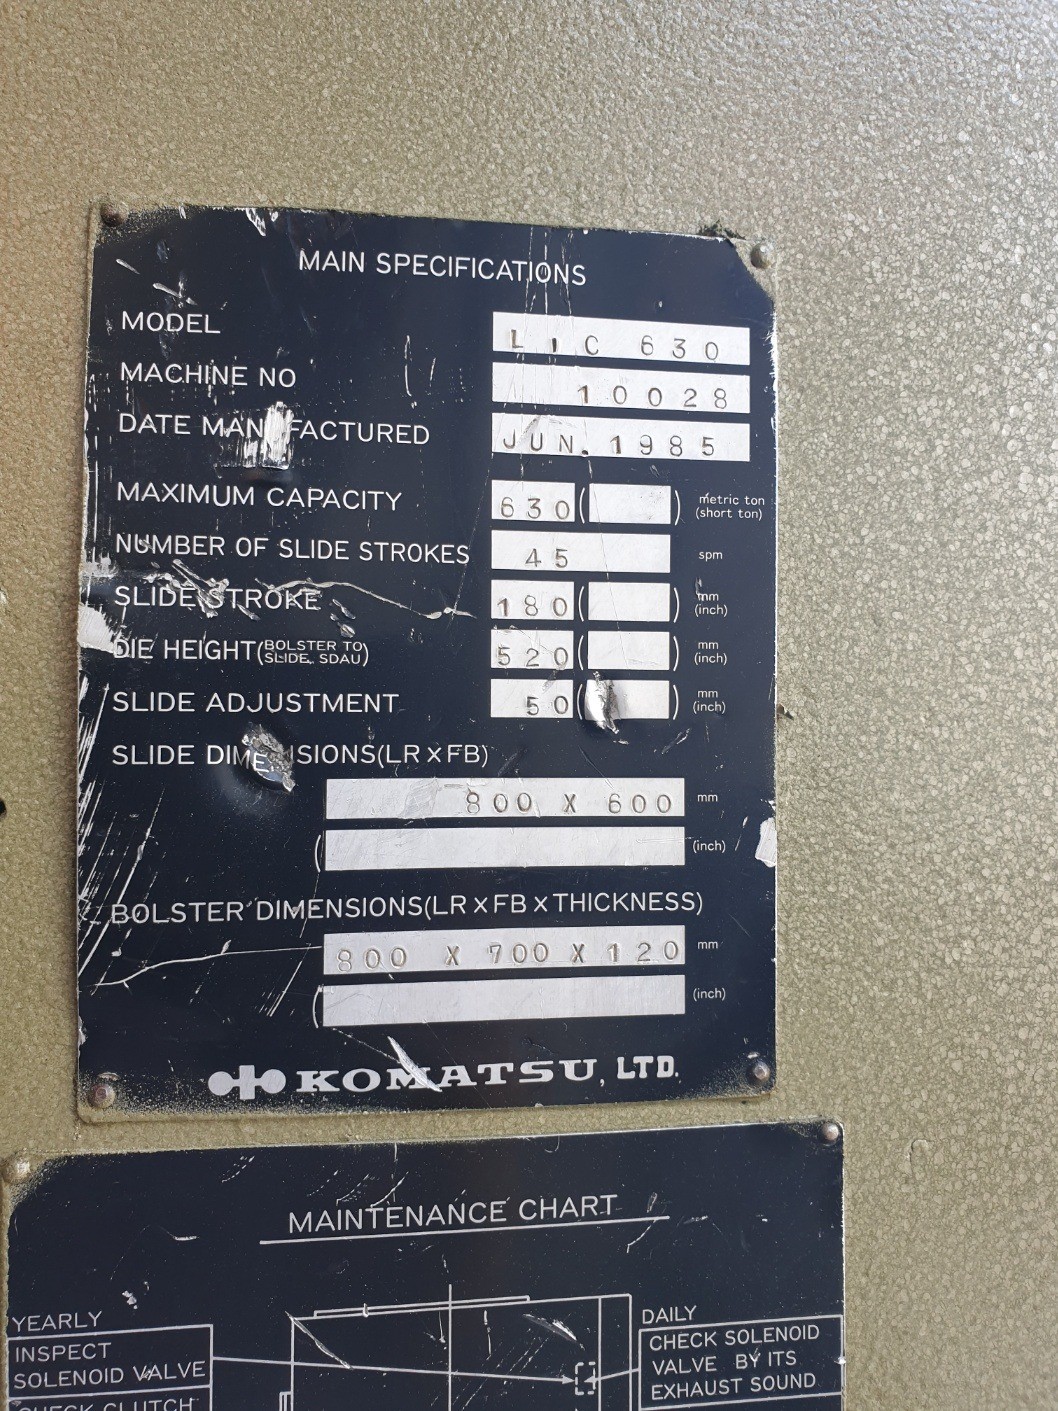 MAIN SPECIFICATIONS
MODEL L1C 630
MACHINE NO 10028
DATE MANUFACTURED JUN. 1985
MAXIMUM CAPACITY 630 ( ) metric ton (short ton)
NUMBER OF SLIDE STROKES 45 spm
SLIDE STROKE 180 ( ) mm (inch)
DIE HEIGHT (BOLSTER TO SLIDE, SDAU) 520 ( ) mm (inch)
SLIDE ADJUSTMENT 50 ( ) mm (inch)
SLIDE DIMENSIONS (LR x FB)
800 X 600 mm
( (inch)
BOLSTER DIMENSIONS (LR x FB x THICKNESS)
800 X 700 X 120 mm
( (inch)
KOMATSU, LTD.
MAINTENANCE CHART
YEARLY
INSPECT
SOLENOID VALVE
CHECK CLUTCH
DAILY
CHECK SOLENOID
VALVE BY ITS
EXHAUST SOUND